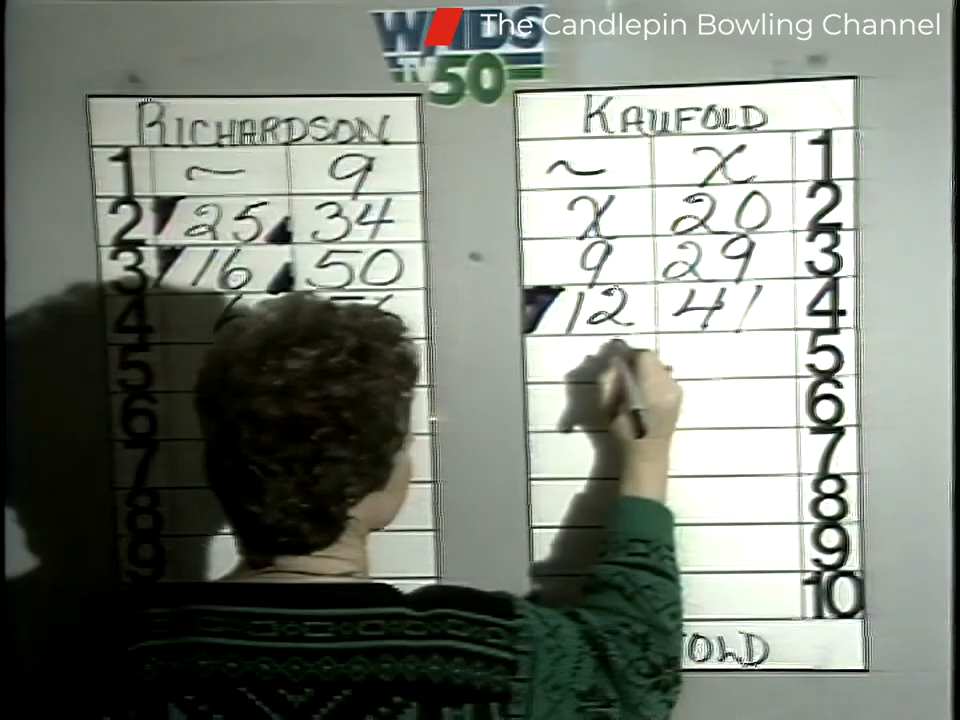 The Candlepin Bowling Channel
TV 50
RICHARDSON
1 – 9
2 25 34
3 16 50
4
5
6
7
8
9
KAUFOLD
~ X 1
X 20 2
9 29 3
12 41 4
5
6
7
8
9
10
OLD